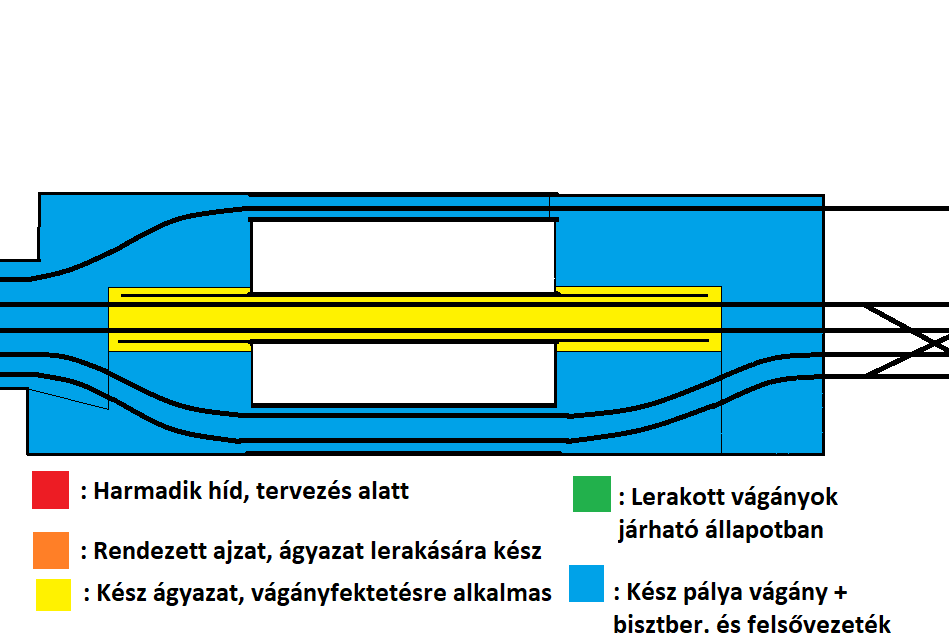 : Harmadik híd, tervezés alatt
: Rendezett ajzat, ágyazat lerakására kész
: Kész ágyazat, vágányfektetésre alkalmas
: Lerakott vágányok
járható állapotban
: Kész pálya vágány +
bisztber. és felsővezeték